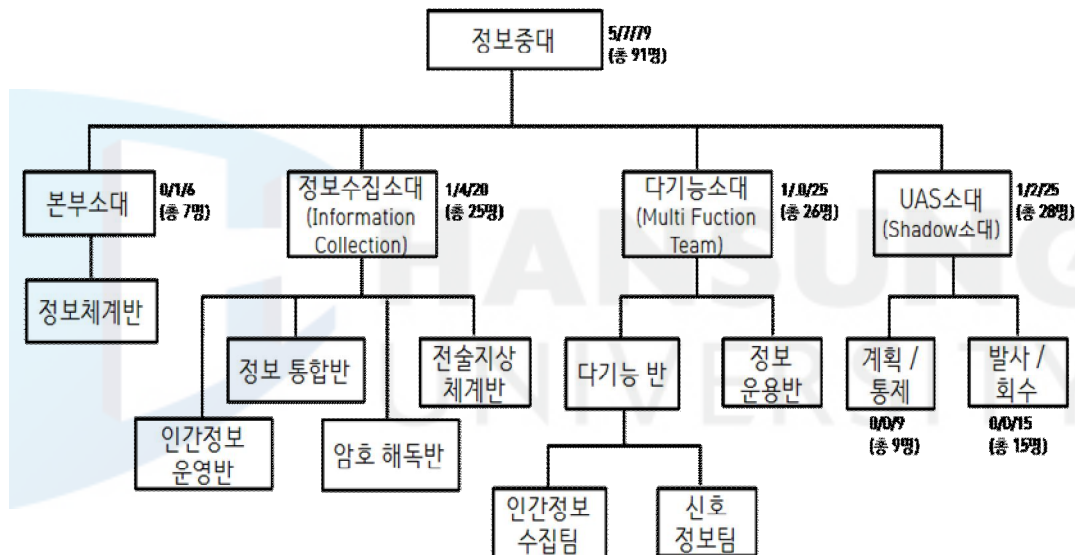 정보중대
5/7/79
(총 91명)
본부소대
0/1/6
(총 7명)
정보수집소대
(Information
Collection)
1/4/20
(총 25명)
다기능소대
(Multi Fuction
Team)
1/.0/25
(총 26명)
UAS소대
(Shadow소대)
1/2/25
(총 28명)
정보체계반
정보 통합반
전술지상
체계반
인간정보
운영반
암호 해독반
다기능 반
정보
운용반
계획 /
통제
0/0/9
(총 9명)
발사 /
회수
0/0/15
(총 15명)
인간정보
수집팀
신호
정보팀
HANSUNG
UNIVERSITY